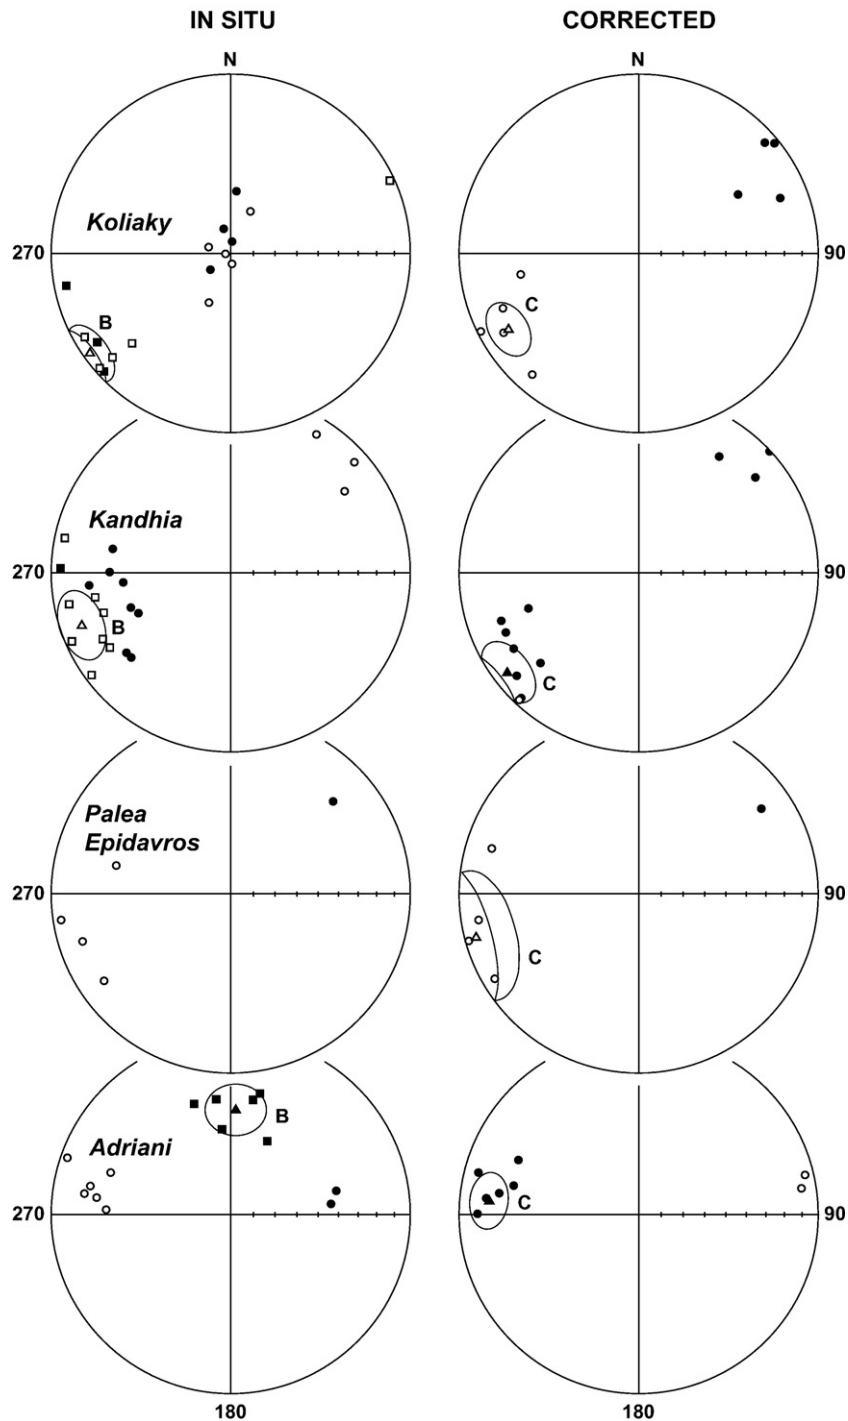 IN SITU
CORRECTED
N
N
Koliaky
270
90
B
C
Kandhia
270
90
B
C
Palea
Epidavros
270
90
C
B
Adriani
270
90
C
180
180